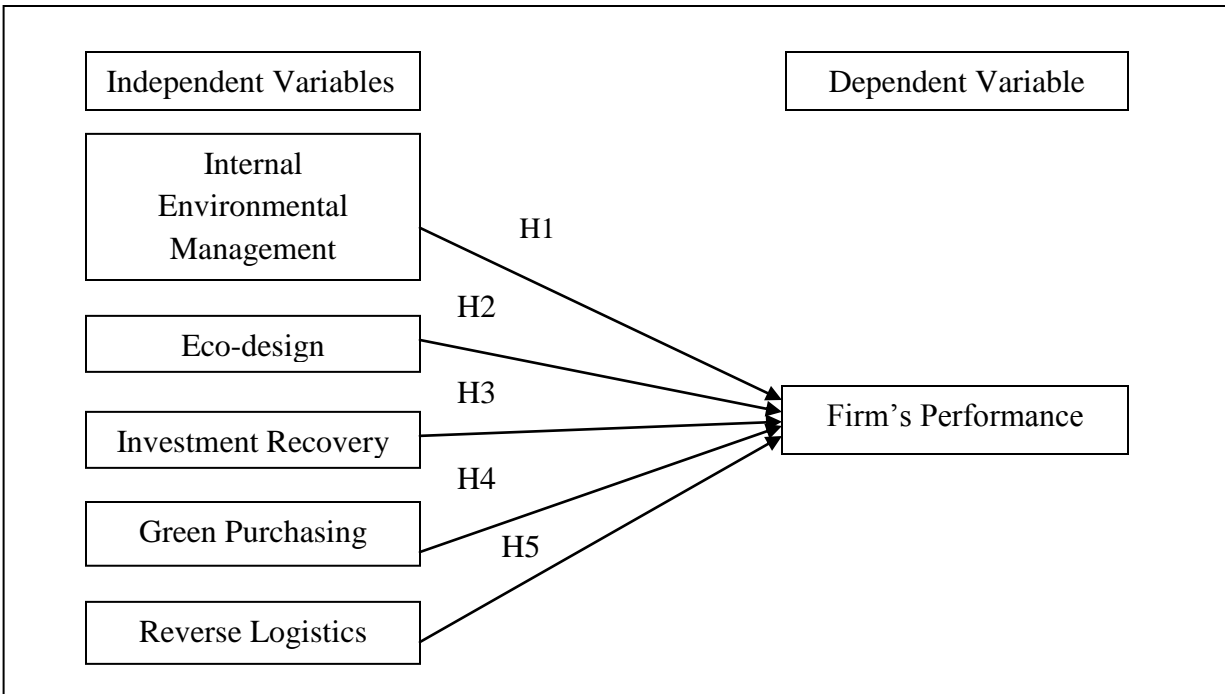 Independent Variables
Dependent Variable
Internal
Environmental
Management
H1
H2
Eco-design
H3
Firm’s Performance
Investment Recovery
H4
Green Purchasing
H5
Reverse Logistics